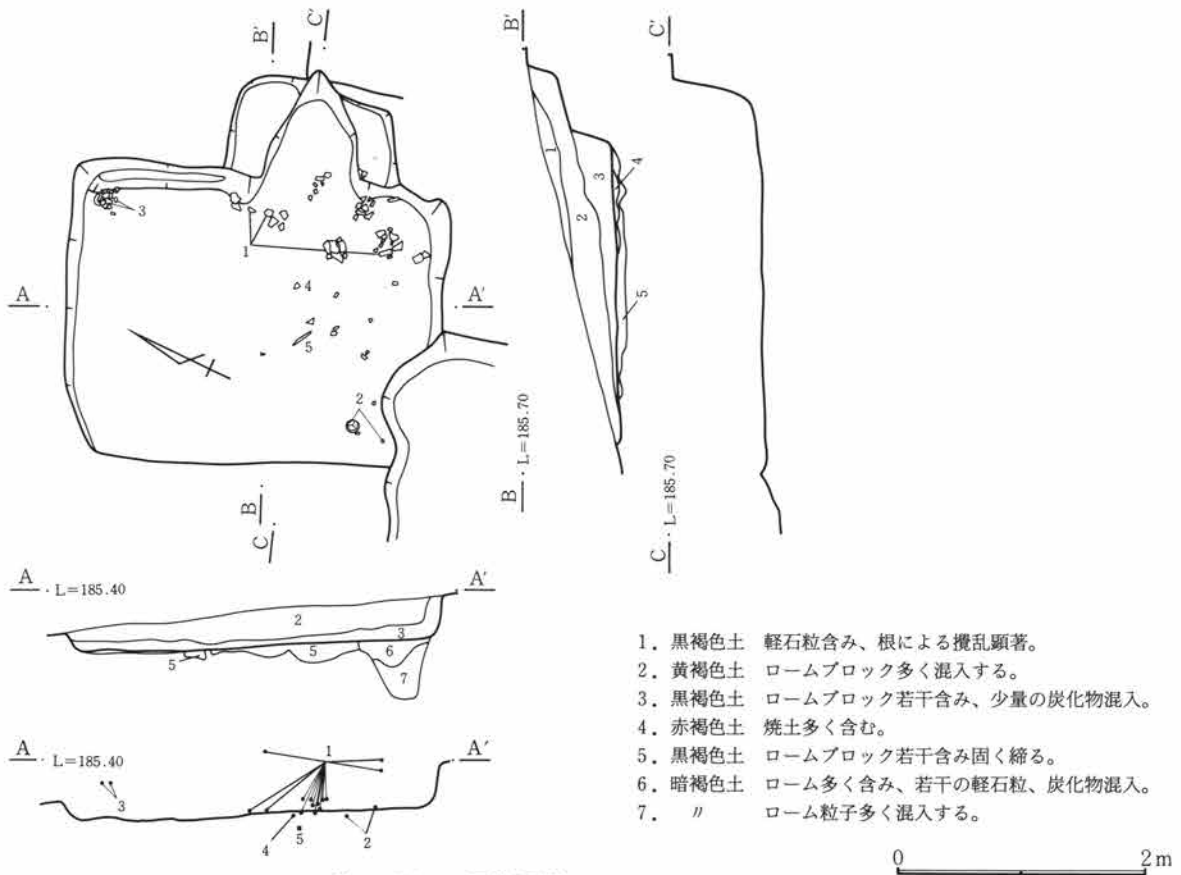 B'
C'
B'
C'
3
1
4
5
2
A
A'
B
C
1
2
3
4
5
B L=185.70
C L=185.70
A L=185.40
A'
2
3
5
5
6
7
A L=185.40
A'
1
3
4
5
2
1. 黒褐色土 軽石粒含み、根による攪乱顕著。
2. 黄褐色土 ロームブロック多く混入する。
3. 黒褐色土 ロームブロック若干含み、少量の炭化物混入。
4. 赤褐色土 焼土多く含む。
5. 黒褐色土 ロームブロック若干含み固く締る。
6. 暗褐色土 ローム多く含み、若干の軽石粒、炭化物混入。
7. 〃 ローム粒子多く混入する。
0 2m